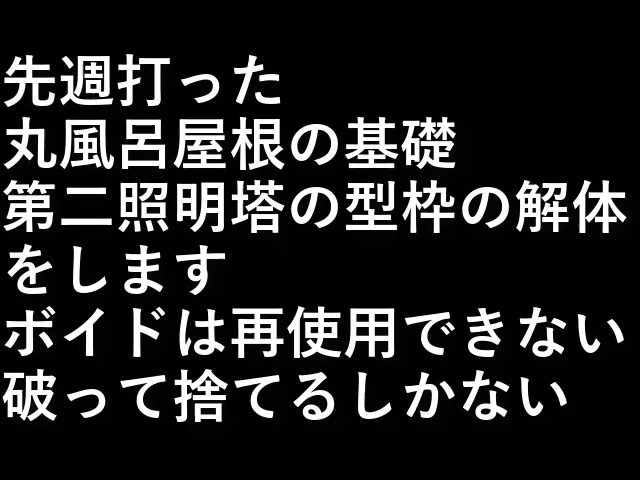 先週打った
丸風呂屋根の基礎
第二照明塔の型枠の解体
をします
ボイドは再使用できない
破って捨てるしかない